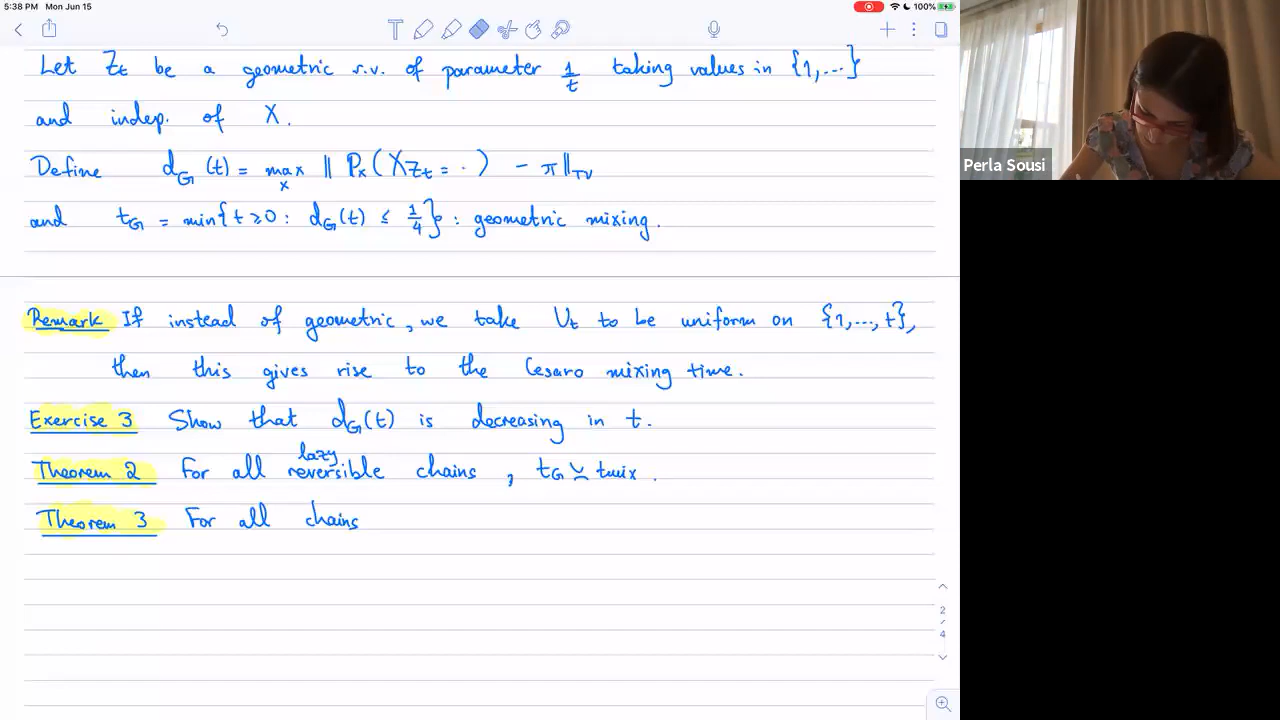 5:38 PM Mon Jun 15
100%
Let Zt be a geometric r.v. of parameter 1/t taking values in {1,...}
and indep. of X.
Define dG(t) = max x || Px(XZt = ·) - π||TV
and tG = min{t ≥ 0 : dG(t) ≤ 1/4} : geometric mixing.
Remark If instead of geometric, we take Ut to be uniform on {1,...,t},
then this gives rise to the Cesaro mixing time.
Exercise 3 Show that dG(t) is decreasing in t.
Theorem 2 For all lazy reversible chains, tG ≍ tmix.
Theorem 3 For all chains
2
/
4
Perla Sousi